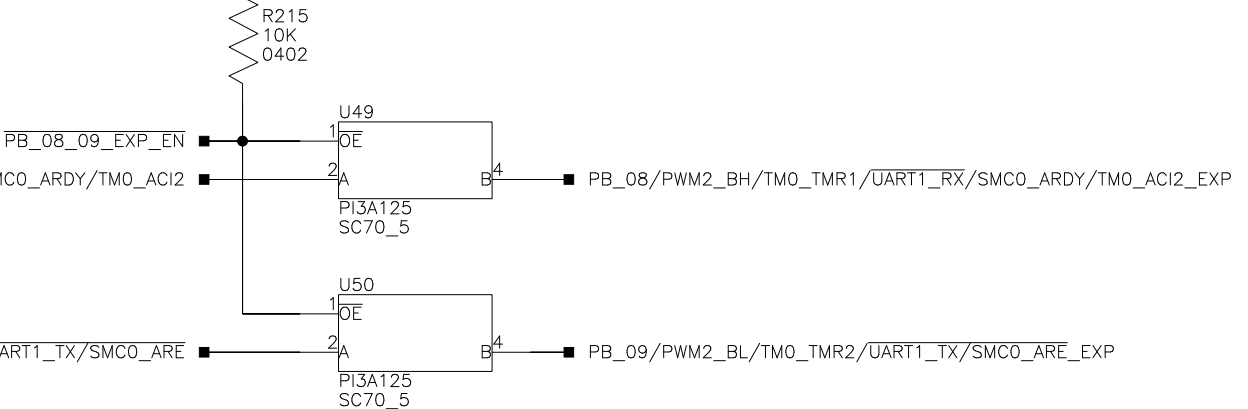 R215
10K
0402
U49
PB_08_09_EXP_EN
1
OE
MC0_ARDY/TM0_ACI2
2
A
B
4
PB_08/PWM2_BH/TM0_TMR1/UART1_RX/SMC0_ARDY/TM0_ACI2_EXP
PI3A125
SC70_5
U50
1
OE
ART1_TX/SMC0_ARE
2
A
B
4
PB_09/PWM2_BL/TM0_TMR2/UART1_TX/SMC0_ARE_EXP
PI3A125
SC70_5